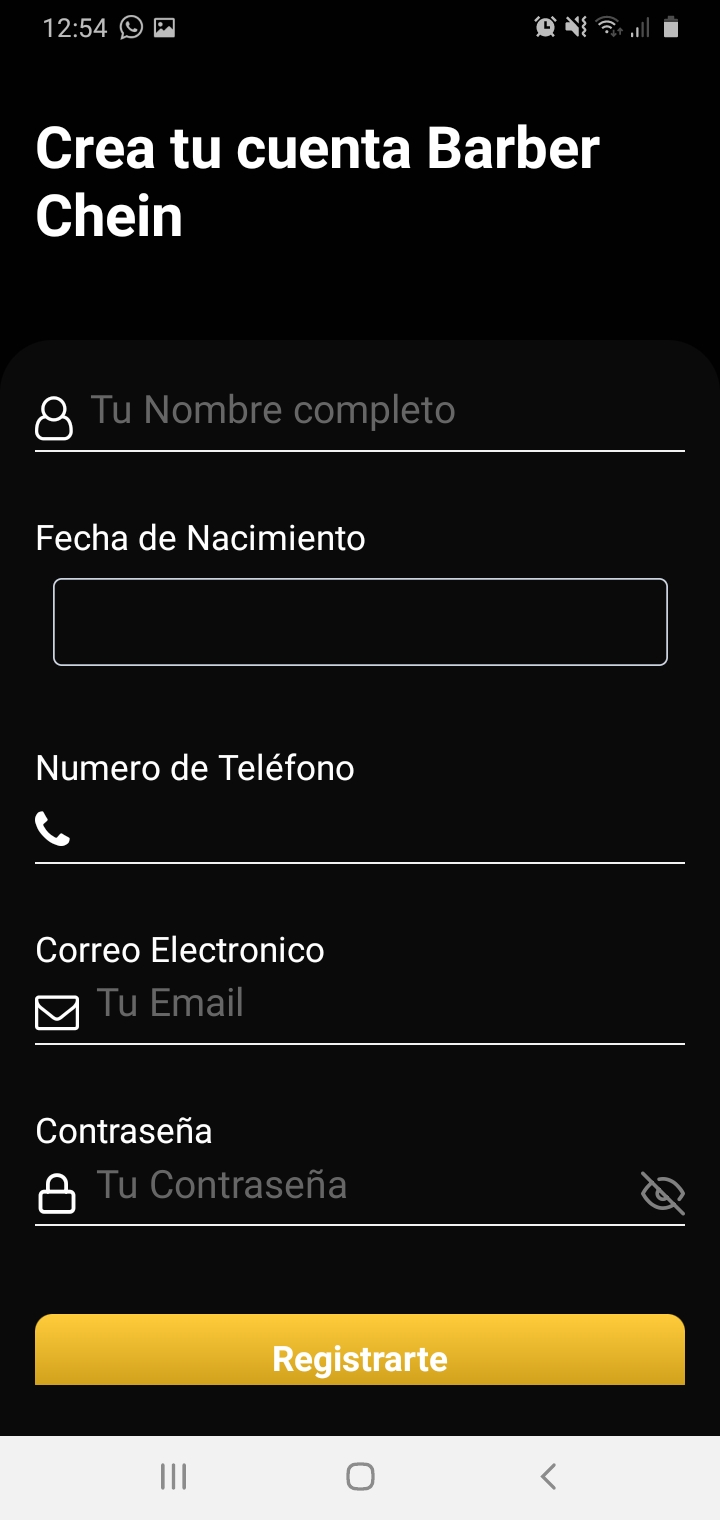 12:54
Crea tu cuenta Barber
Chein
Tu Nombre completo
Fecha de Nacimiento
Numero de Teléfono
Correo Electronico
Tu Email
Contraseña
Tu Contraseña
Registrarte